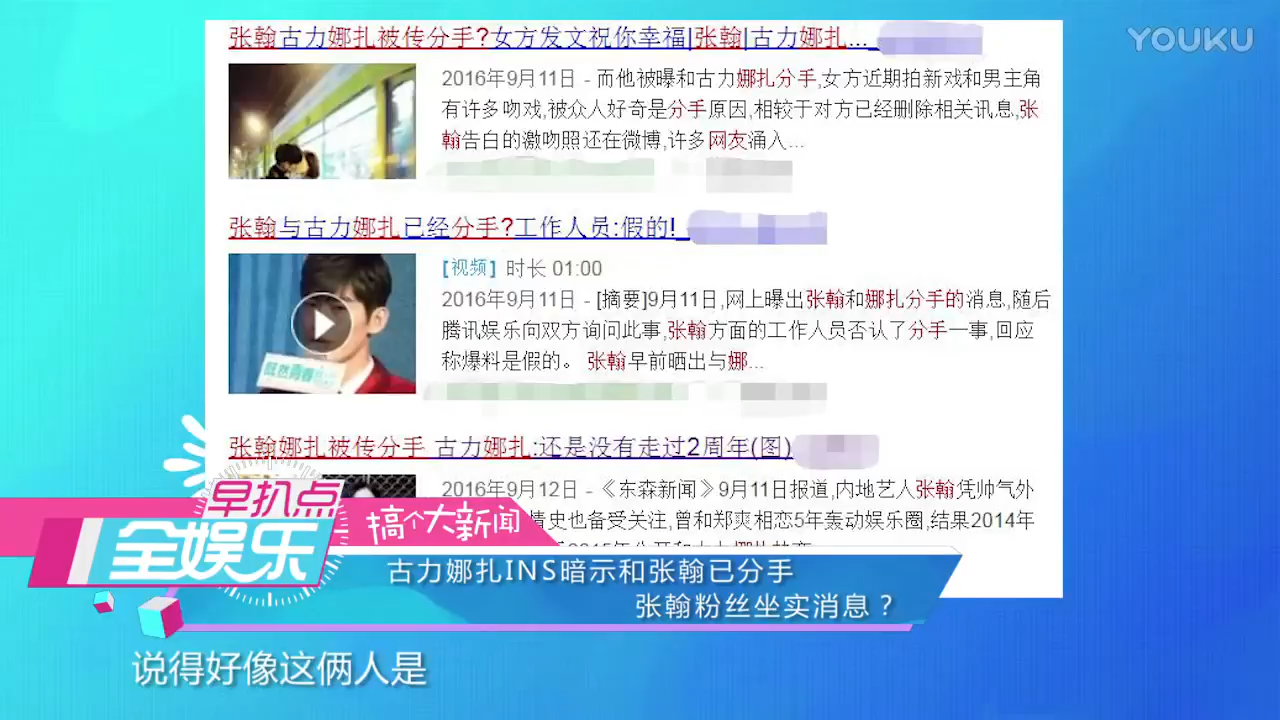 张翰古力娜扎被传分手?女方发文祝你幸福|张翰|古力娜扎..._
YOUKU
2016年9月11日 - 而他被曝和古力娜扎分手,女方近期拍新戏和男主角
有许多吻戏,被众人好奇是分手原因,相较于对方已经删除相关讯息,张
翰告白的激吻照还在微博,许多网友涌入...
张翰与古力娜扎已经分手?工作人员:假的!_
[视频] 时长 01:00
2016年9月11日 - [摘要]9月11日,网上曝出张翰和娜扎分手的消息,随后
腾讯娱乐向双方询问此事,张翰方面的工作人员否认了分手一事,回应
称爆料是假的。 张翰早前晒出与娜...
既然青春
张翰娜扎被传分手 古力娜扎:还是没有走过2周年(图)
2016年9月12日 - 《东森新闻》9月11日报道,内地艺人张翰凭帅气外
情史也备受关注,曾和郑爽相恋5年轰动娱乐圈,结果2014年
早扒点
全娱乐
搞个大新闻
古力娜扎INS暗示和张翰已分手
张翰粉丝坐实消息？
说得好像这俩人是